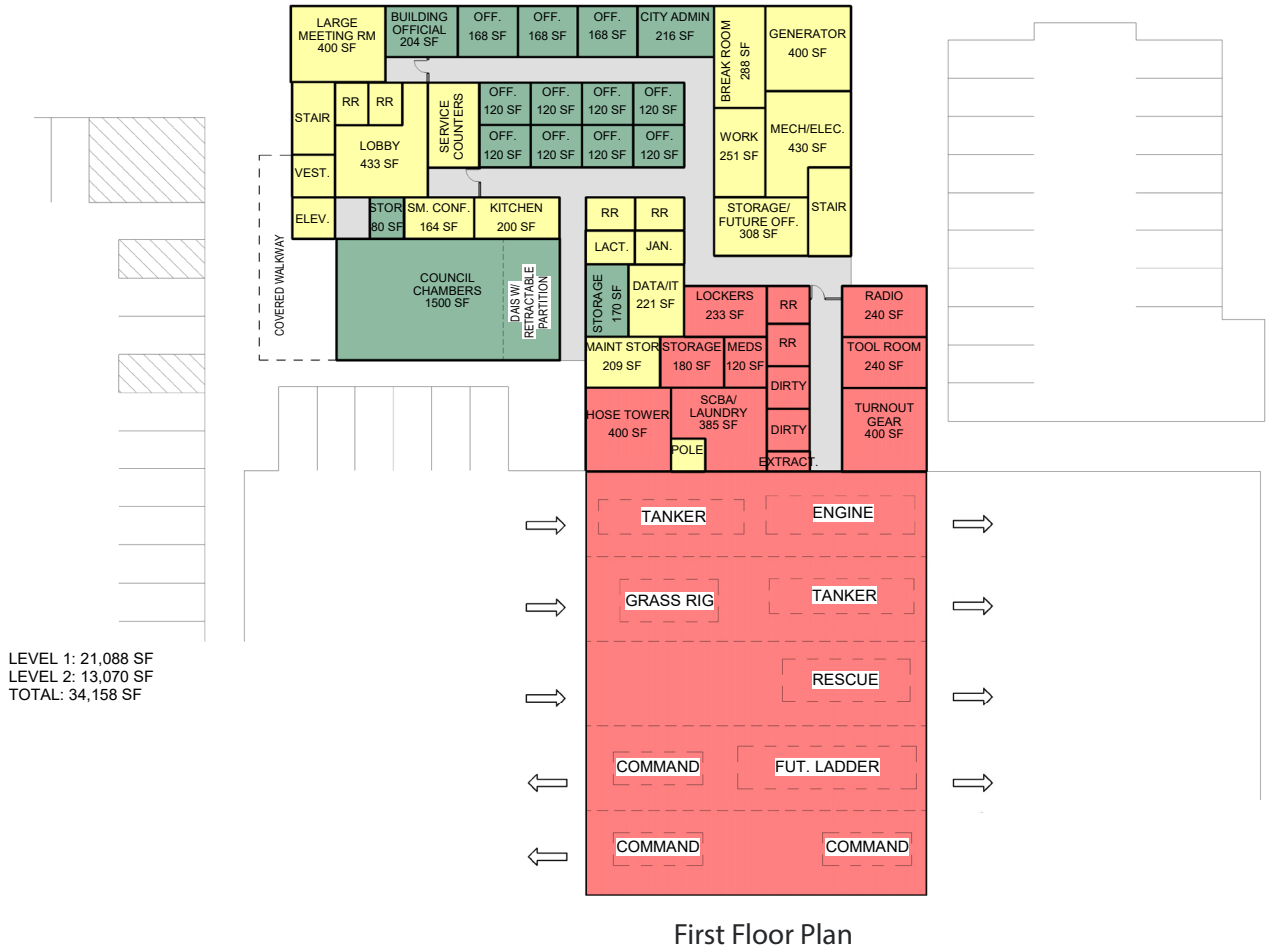 LARGE
MEETING RM
400 SF
BUILDING
OFFICIAL
204 SF
OFF.
168 SF
OFF.
168 SF
OFF.
168 SF
CITY ADMIN
216 SF
BREAK ROOM
288 SF
GENERATOR
400 SF
STAIR
RR
RR
LOBBY
433 SF
SERVICE
COUNTERS
OFF.
120 SF
OFF.
120 SF
OFF.
120 SF
OFF.
120 SF
OFF.
120 SF
OFF.
120 SF
OFF.
120 SF
OFF.
120 SF
WORK
251 SF
MECH/ELEC.
430 SF
VEST.
ELEV.
STOR
80 SF
SM. CONF.
164 SF
KITCHEN
200 SF
RR
RR
STORAGE/
FUTURE OFF.
308 SF
STAIR
LACT.
JAN.
COVERED WALKWAY
COUNCIL
CHAMBERS
1500 SF
DAIS W/
RETRACTABLE
PARTITION
STORAGE
170 SF
DATA/IT
221 SF
LOCKERS
233 SF
RR
RADIO
240 SF
MAINT STOR
209 SF
STORAGE
180 SF
MEDS
120 SF
RR
TOOL ROOM
240 SF
DIRTY
HOSE TOWER
400 SF
SCBA/
LAUNDRY
385 SF
DIRTY
TURNOUT
GEAR
400 SF
POLE
EXTRACT.
TANKER
ENGINE
GRASS RIG
TANKER
RESCUE
COMMAND
FUT. LADDER
COMMAND
COMMAND
LEVEL 1: 21,088 SF
LEVEL 2: 13,070 SF
TOTAL: 34,158 SF
First Floor Plan